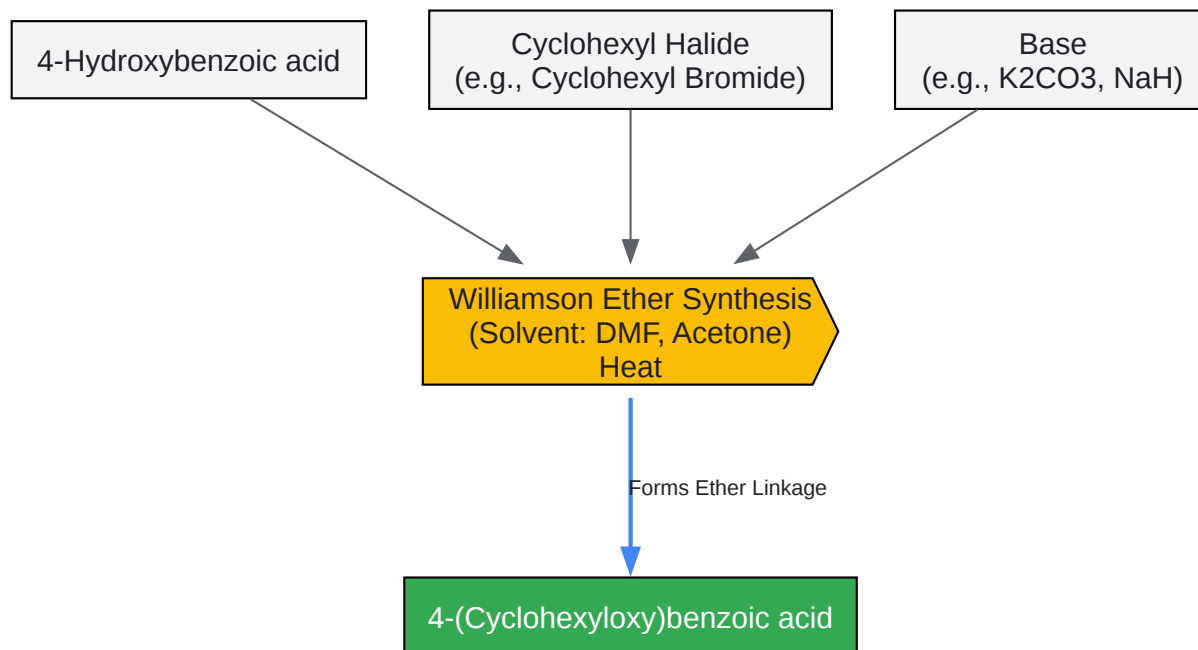 4-Hydroxybenzoic acid
Cyclohexyl Halide
(e.g., Cyclohexyl Bromide)
Base
(e.g., K2CO3, NaH)
Williamson Ether Synthesis
(Solvent: DMF, Acetone)
Heat
Forms Ether Linkage
4-(Cyclohexyloxy)benzoic acid